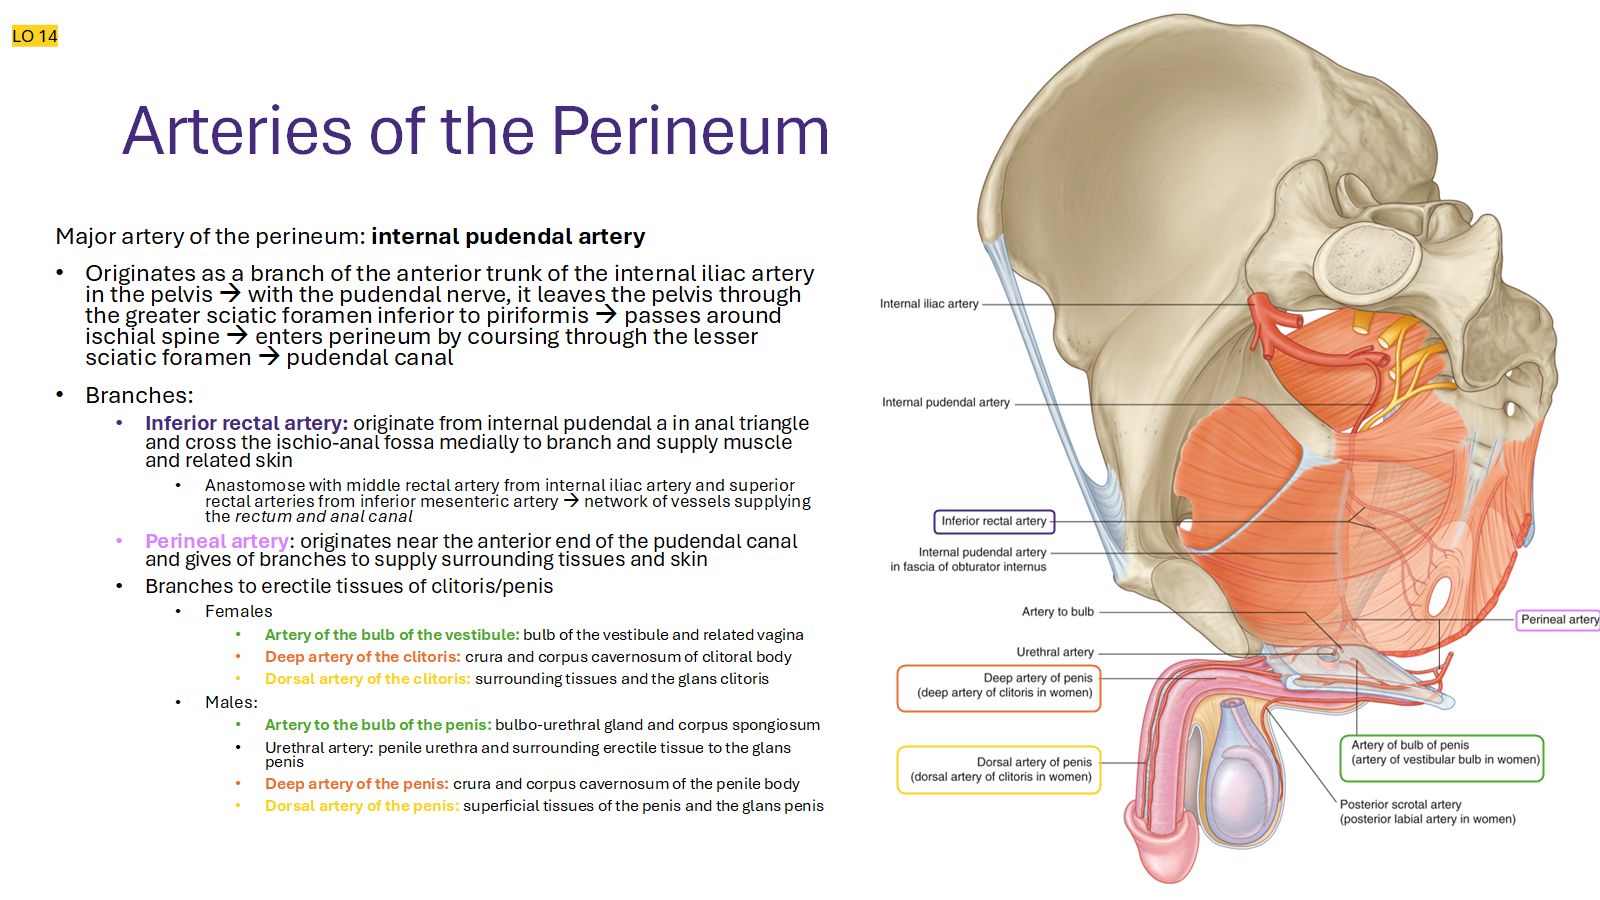 LO 14
Arteries of the Perineum
Major artery of the perineum: internal pudendal artery
• Originates as a branch of the anterior trunk of the internal iliac artery
in the pelvis → with the pudendal nerve, it leaves the pelvis through
the greater sciatic foramen inferior to piriformis → passes around
ischial spine → enters perineum by coursing through the lesser
sciatic foramen → pudendal canal
• Branches:
• Inferior rectal artery: originate from internal pudendal a in anal triangle
and cross the ischio-anal fossa medially to branch and supply muscle
and related skin
• Anastomose with middle rectal artery from internal iliac artery and superior
rectal arteries from inferior mesenteric artery → network of vessels supplying
the rectum and anal canal
• Perineal artery: originates near the anterior end of the pudendal canal
and gives of branches to supply surrounding tissues and skin
• Branches to erectile tissues of clitoris/penis
• Females
• Artery of the bulb of the vestibule: bulb of the vestibule and related vagina
• Deep artery of the clitoris: crura and corpus cavernosum of clitoral body
• Dorsal artery of the clitoris: surrounding tissues and the glans clitoris
• Males:
• Artery to the bulb of the penis: bulbo-urethral gland and corpus spongiosum
• Urethral artery: penile urethra and surrounding erectile tissue to the glans
penis
• Deep artery of the penis: crura and corpus cavernosum of the penile body
• Dorsal artery of the penis: superficial tissues of the penis and the glans penis
Internal iliac artery
Internal pudendal artery
Inferior rectal artery
Internal pudendal artery
in fascia of obturator internus
Artery to bulb
Perineal artery
Urethral artery
Deep artery of penis
(deep artery of clitoris in women)
Dorsal artery of penis
(dorsal artery of clitoris in women)
Artery of bulb of penis
(artery of vestibular bulb in women)
Posterior scrotal artery
(posterior labial artery in women)